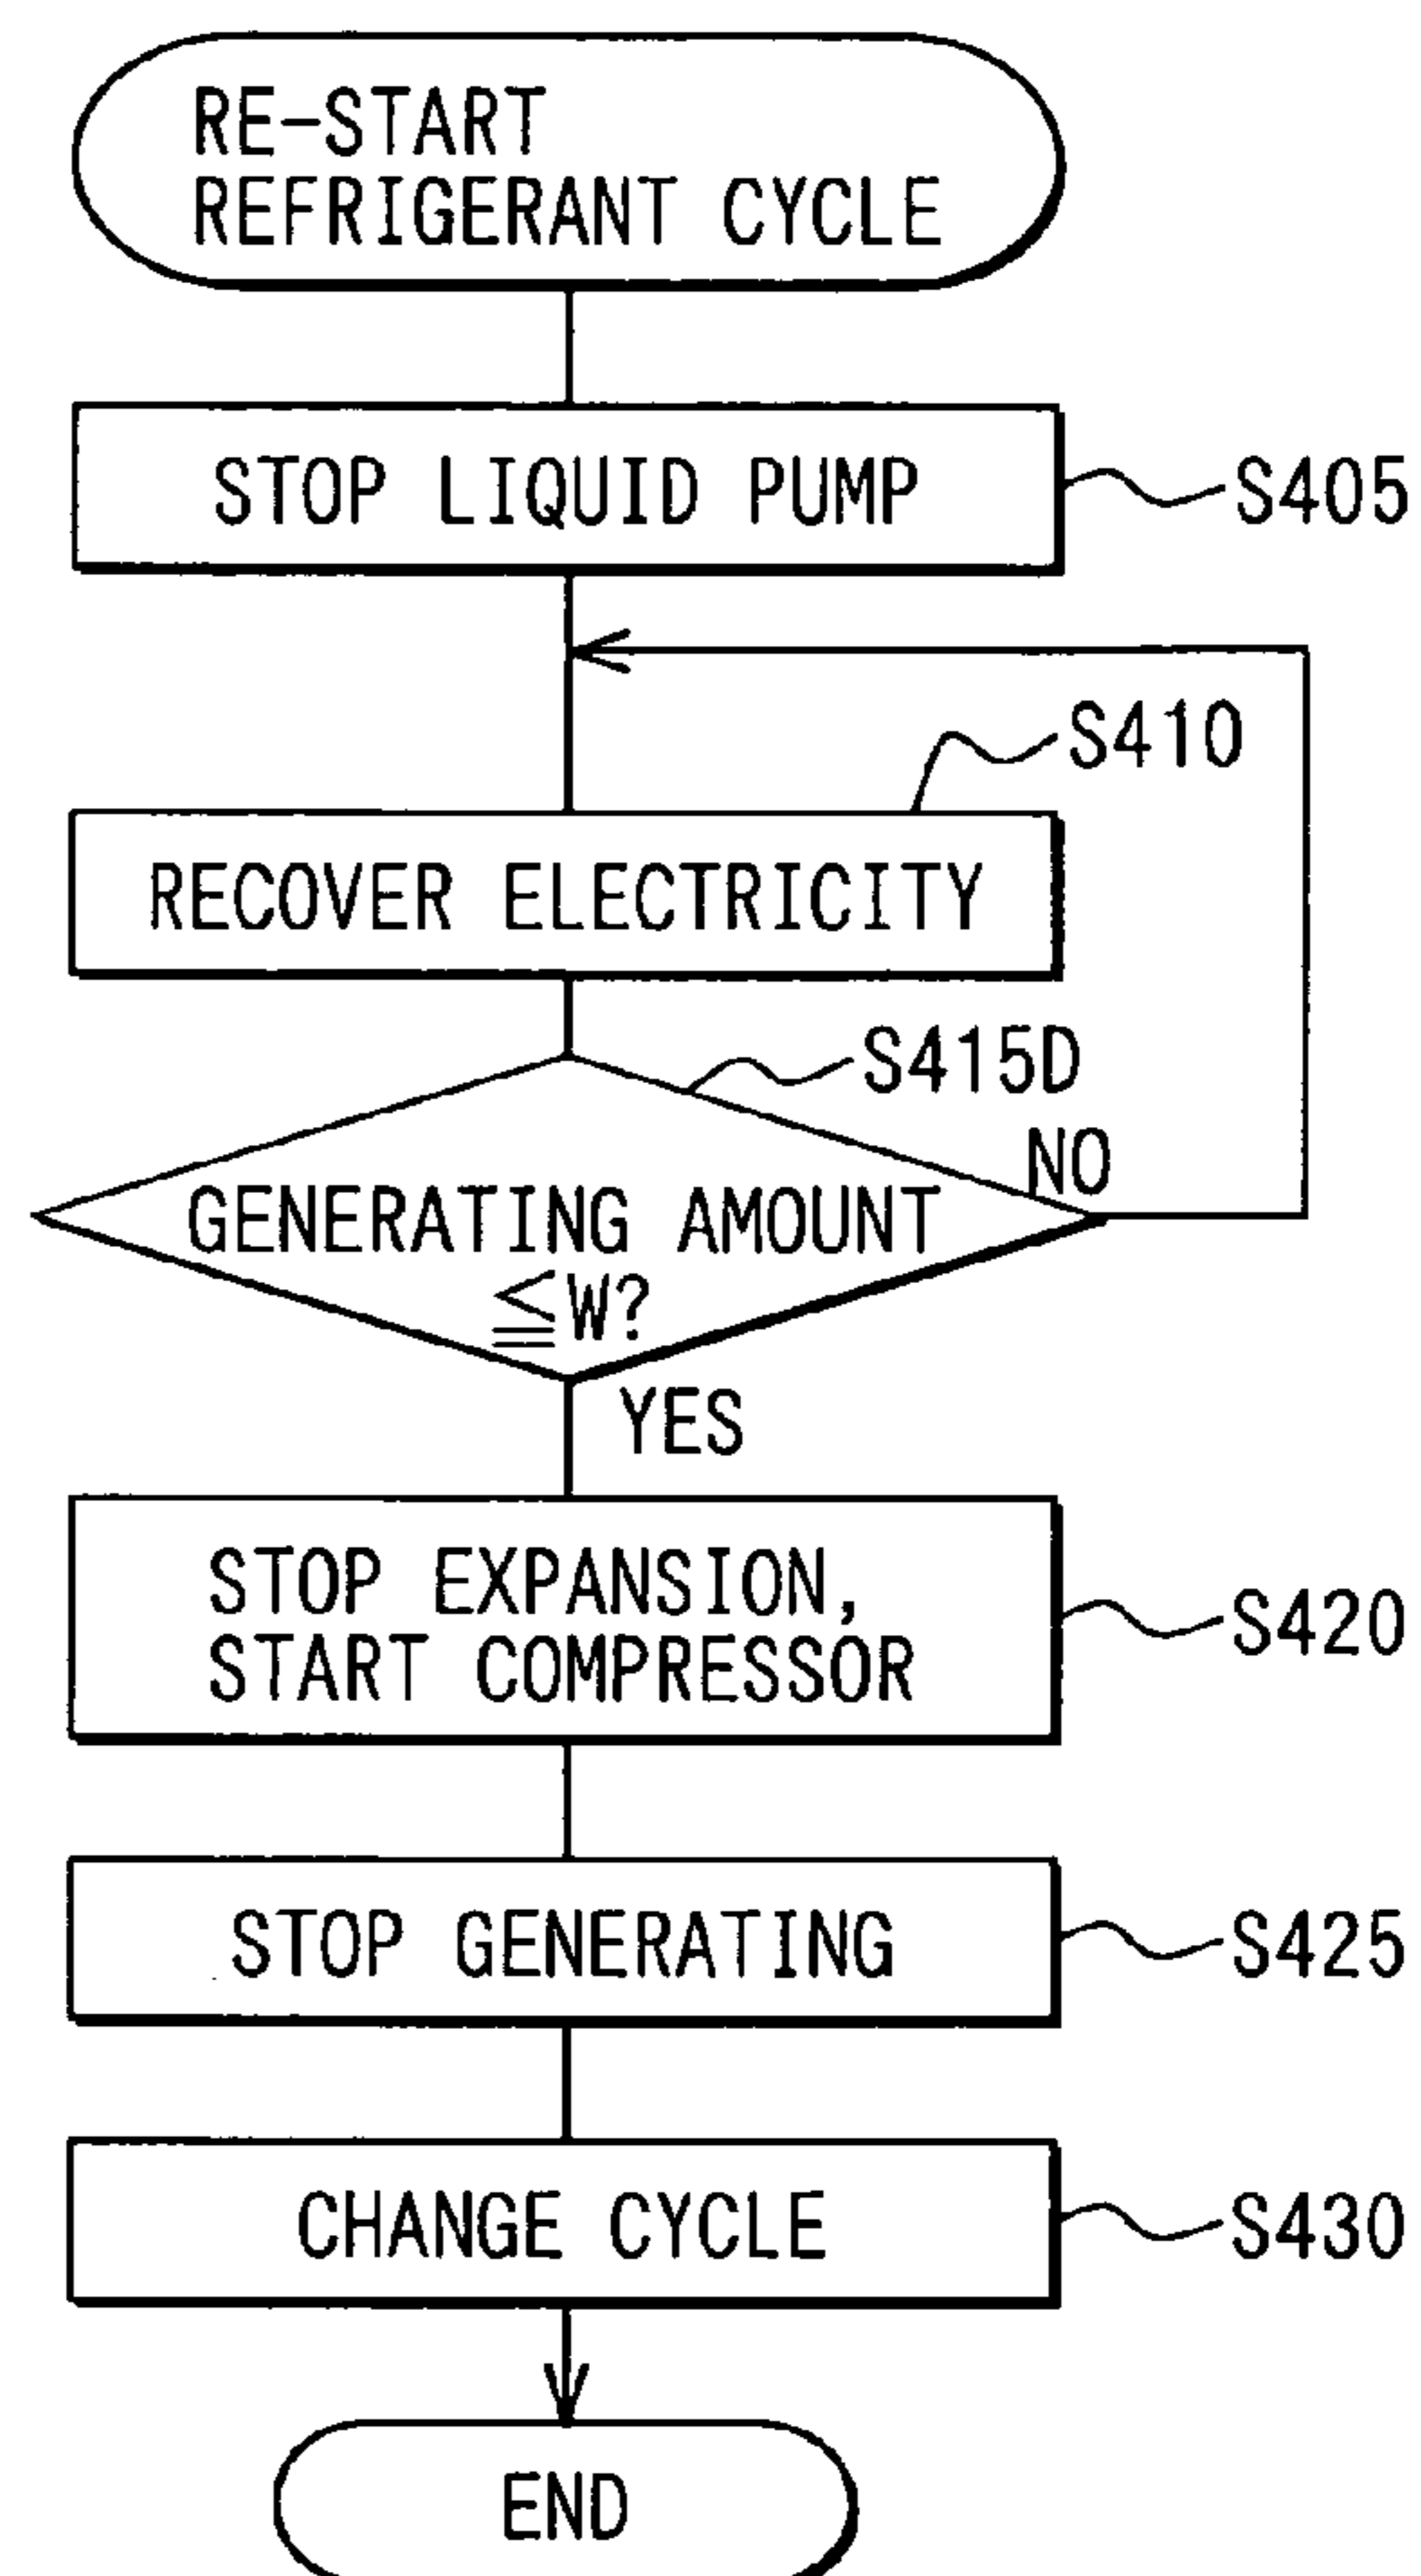 RE-START
REFRIGERANT CYCLE
STOP LIQUID PUMP
S405
S410
RECOVER ELECTRICITY
S415D
NO
GENERATING AMOUNT
≦W?
YES
STOP EXPANSION,
START COMPRESSOR
S420
STOP GENERATING
S425
CHANGE CYCLE
S430
END